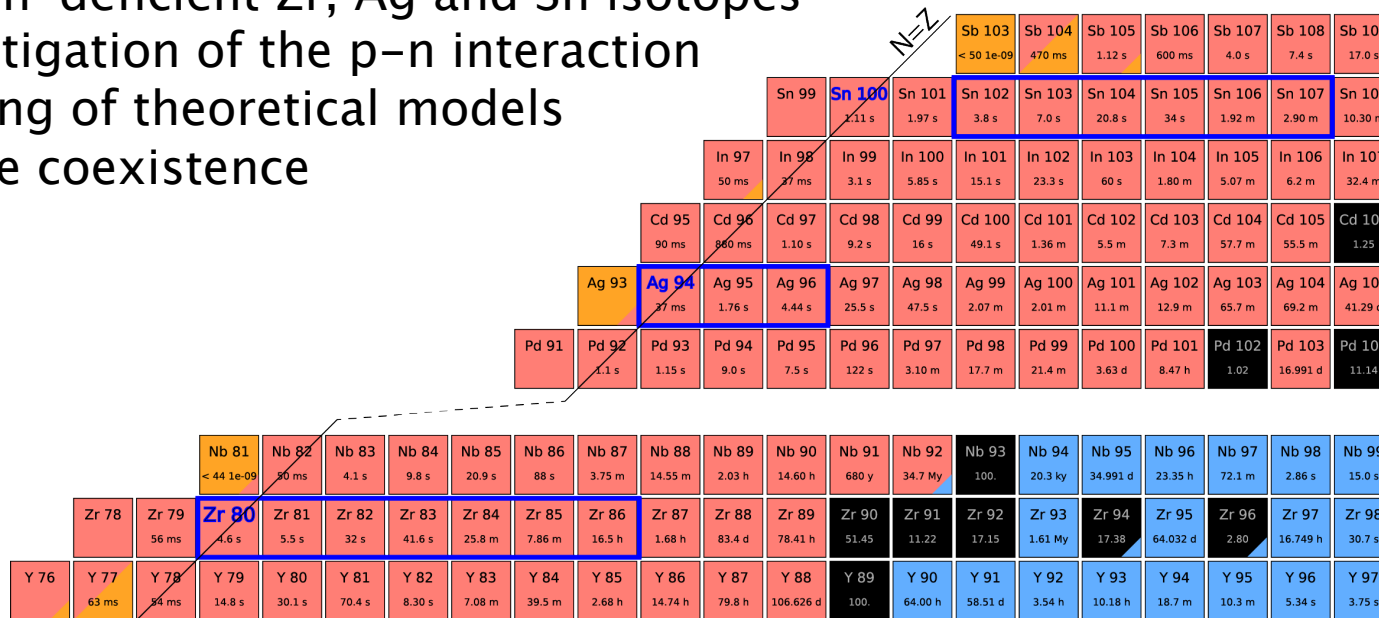 deficient Zr, Ag and Sn isotopes
tigation of the p-n interaction
ng of theoretical models
e coexistence
N=Z
Sb 103 Sb 104 Sb 105 Sb 106 Sb 107 Sb 108 Sb 10
< 50 1e-09 470 ms 1.12 s 600 ms 4.0 s 7.4 s 17.0 s
Sn 99 Sn 100 Sn 101 Sn 102 Sn 103 Sn 104 Sn 105 Sn 106 Sn 107 Sn 10
1.11 s 1.97 s 3.8 s 7.0 s 20.8 s 34 s 1.92 m 2.90 m 10.30 m
In 97 In 98 In 99 In 100 In 101 In 102 In 103 In 104 In 105 In 106 In 107
50 ms 37 ms 3.1 s 5.85 s 15.1 s 23.3 s 60 s 1.80 m 5.07 m 6.2 m 32.4 m
Cd 95 Cd 96 Cd 97 Cd 98 Cd 99 Cd 100 Cd 101 Cd 102 Cd 103 Cd 104 Cd 105 Cd 10
90 ms 880 ms 1.10 s 9.2 s 16 s 49.1 s 1.36 m 5.5 m 7.3 m 57.7 m 55.5 m 1.25
Ag 93 Ag 94 Ag 95 Ag 96 Ag 97 Ag 98 Ag 99 Ag 100 Ag 101 Ag 102 Ag 103 Ag 104 Ag 10
37 ms 1.76 s 4.44 s 25.5 s 47.5 s 2.07 m 2.01 m 11.1 m 12.9 m 65.7 m 69.2 m 41.29
Pd 91 Pd 92 Pd 93 Pd 94 Pd 95 Pd 96 Pd 97 Pd 98 Pd 99 Pd 100 Pd 101 Pd 102 Pd 103 Pd 10
1.1 s 1.15 s 9.0 s 7.5 s 122 s 3.10 m 17.7 m 21.4 m 3.63 d 8.47 h 1.02 16.991 d 11.14
Nb 81 Nb 82 Nb 83 Nb 84 Nb 85 Nb 86 Nb 87 Nb 88 Nb 89 Nb 90 Nb 91 Nb 92 Nb 93 Nb 94 Nb 95 Nb 96 Nb 97 Nb 98 Nb 99
< 44 1e-09 50 ms 4.1 s 9.8 s 20.9 s 88 s 3.75 m 14.55 m 2.03 h 14.60 h 680 y 34.7 My 100. 20.3 ky 34.991 d 23.35 h 72.1 m 2.86 s 15.0 s
Zr 78 Zr 79 Zr 80 Zr 81 Zr 82 Zr 83 Zr 84 Zr 85 Zr 86 Zr 87 Zr 88 Zr 89 Zr 90 Zr 91 Zr 92 Zr 93 Zr 94 Zr 95 Zr 96 Zr 97 Zr 98
56 ms 4.6 s 5.5 s 32 s 41.6 s 25.8 m 7.86 m 16.5 h 1.68 h 83.4 d 78.41 h 51.45 11.22 17.15 1.61 My 17.38 64.032 d 2.80 16.749 h 30.7 s
Y 76 Y 77 Y 78 Y 79 Y 80 Y 81 Y 82 Y 83 Y 84 Y 85 Y 86 Y 87 Y 88 Y 89 Y 90 Y 91 Y 92 Y 93 Y 94 Y 95 Y 96 Y 97
63 ms 54 ms 14.8 s 30.1 s 70.4 s 8.30 s 7.08 m 39.5 m 2.68 h 14.74 h 79.8 h 106.626 d 100. 64.00 h 58.51 d 3.54 h 10.18 h 18.7 m 10.3 m 5.34 s 3.75 s